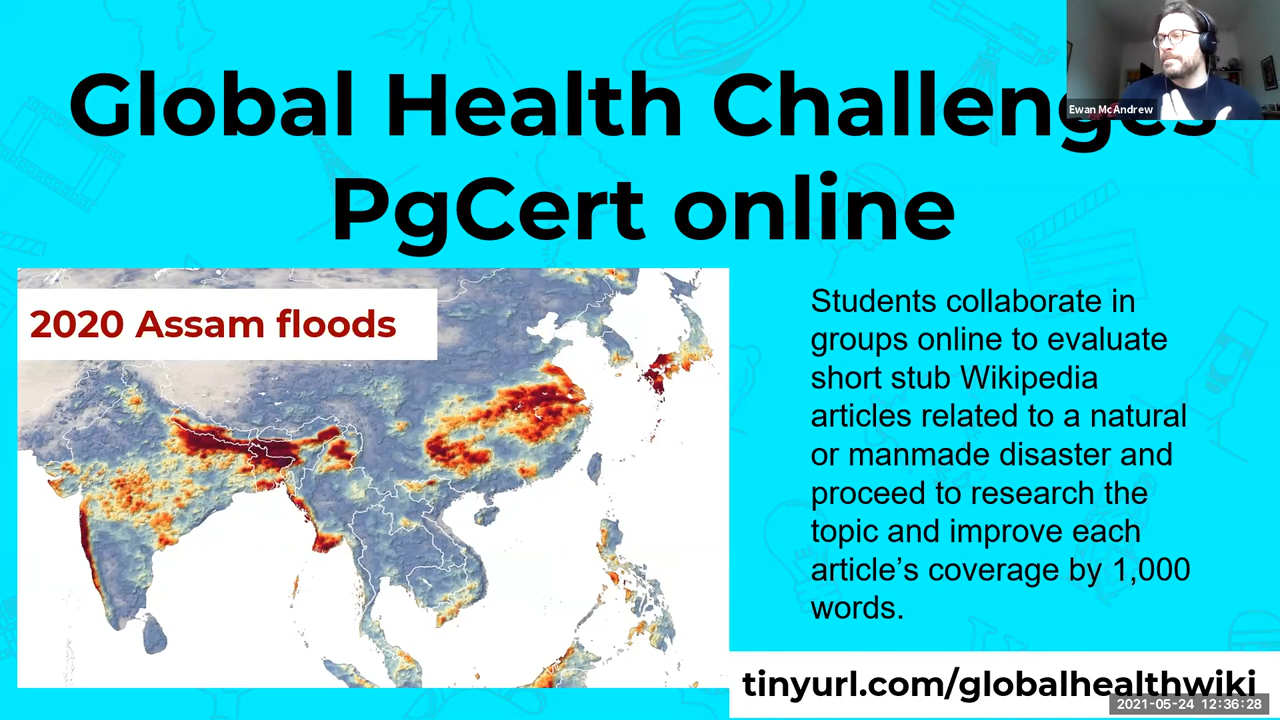 Global Health Challenges
PgCert online
Ewan McAndrew
2020 Assam floods
Students collaborate in
groups online to evaluate
short stub Wikipedia
articles related to a natural
or manmade disaster and
proceed to research the
topic and improve each
article’s coverage by 1,000
words.
tinyurl.com/globalhealthwiki
2021-05-24 12:36:28